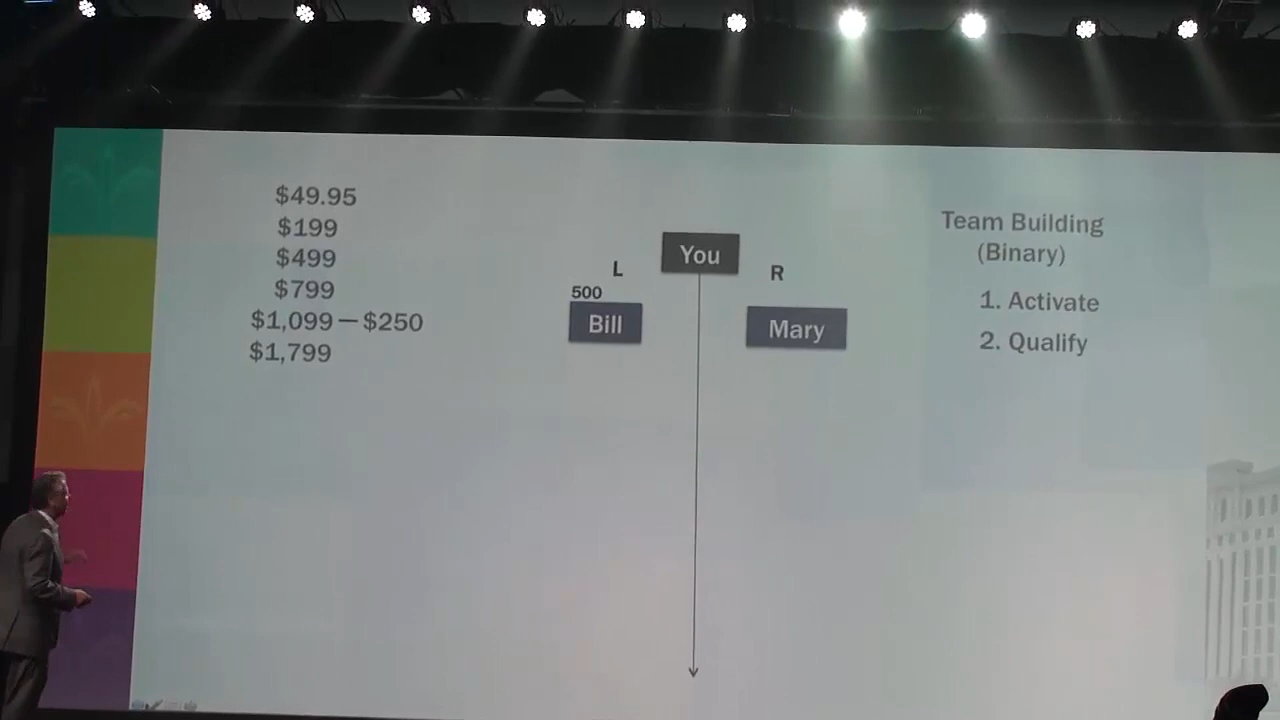 $49.95
$199
$499
$799
$1,099 — $250
$1,799
You
L
R
500
Bill
Mary
Team Building
(Binary)
1. Activate
2. Qualify